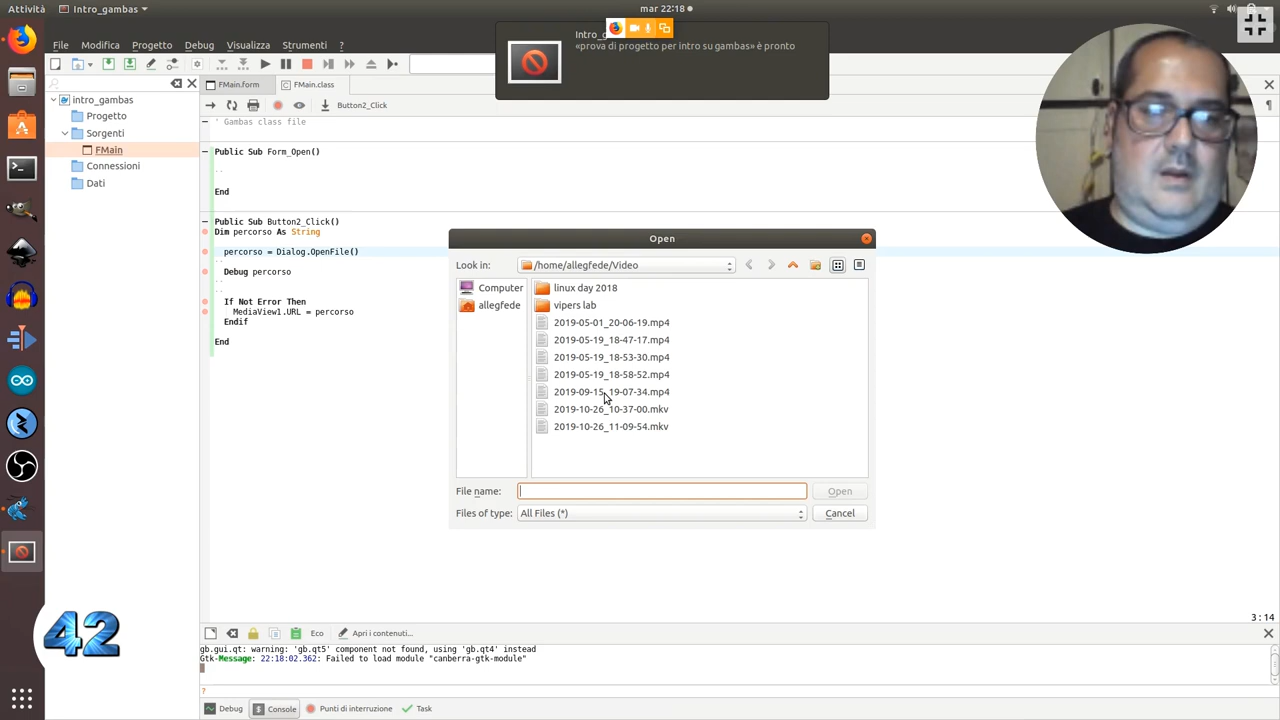 Attività
Intro_gambas
mar 22:18
Intro_g
«prova di progetto per intro su gambas» è pronto
File
Modifica
Progetto
Debug
Visualizza
Strumenti
?
FMain.form
FMain.class
intro_gambas
Progetto
Sorgenti
FMain
Connessioni
Dati
Button2_Click
' Gambas class file
Public Sub Form_Open()
End
Public Sub Button2_Click()
Dim percorso As String
percorso = Dialog.OpenFile()
Debug percorso
If Not Error Then
MediaView1.URL = percorso
Endif
End
Open
Look in:
/home/allegfede/Video
Computer
allegfede
linux day 2018
vipers lab
2019-05-01_20-06-19.mp4
2019-05-19_18-47-17.mp4
2019-05-19_18-53-30.mp4
2019-05-19_18-58-52.mp4
2019-09-15_19-07-34.mp4
2019-10-26_10-37-00.mkv
2019-10-26_11-09-54.mkv
File name:
Open
Files of type:
All Files (*)
Cancel
3:14
42
Eco
Apri i contenuti...
gb.gui.qt: warning: 'gb.qt5' component not found, using 'gb.qt4' instead
Gtk-Message: 22:18:02.362: Failed to load module "canberra-gtk-module"
?
Debug
Console
Punti di interruzione
Task